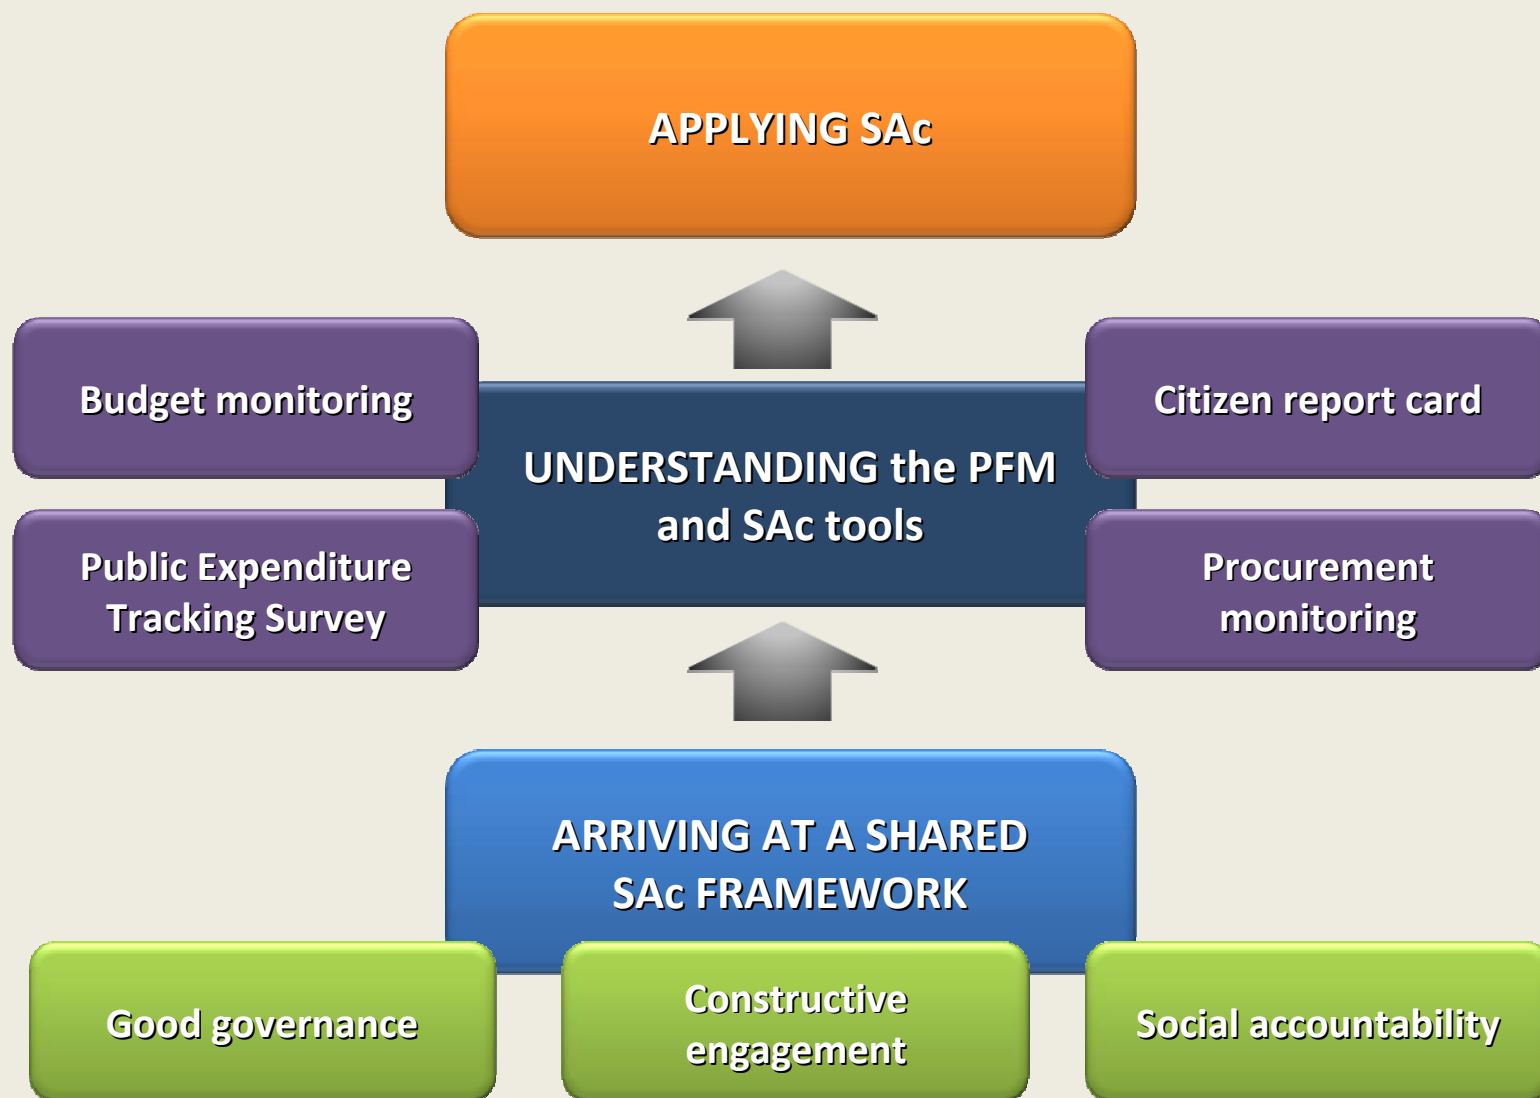 APPLYING SAc
Budget monitoring
Citizen report card
UNDERSTANDING the PFM
and SAc tools
Public Expenditure
Tracking Survey
Procurement
monitoring
ARRIVING AT A SHARED
SAc FRAMEWORK
Good governance
Constructive
engagement
Social accountability